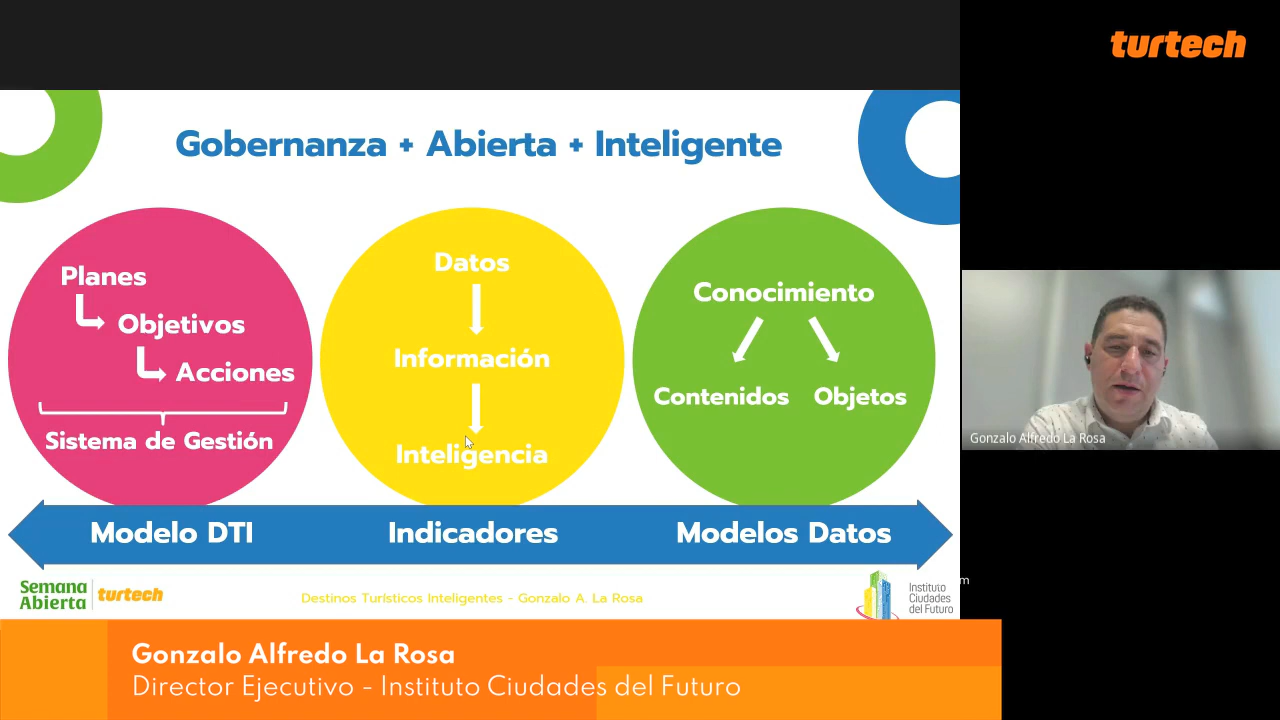 turtech
Gobernanza + Abierta + Inteligente
Planes
Objetivos
Acciones
Sistema de Gestión
Datos
Información
Inteligencia
Conocimiento
Contenidos Objetos
Modelo DTI
Indicadores
Modelos Datos
Semana
Abierta
turtech
Destinos Turísticos Inteligentes - Gonzalo A. La Rosa
Instituto
Ciudades
del Futuro
m
Gonzalo Alfredo La Rosa
Gonzalo Alfredo La Rosa
Director Ejecutivo - Instituto Ciudades del Futuro